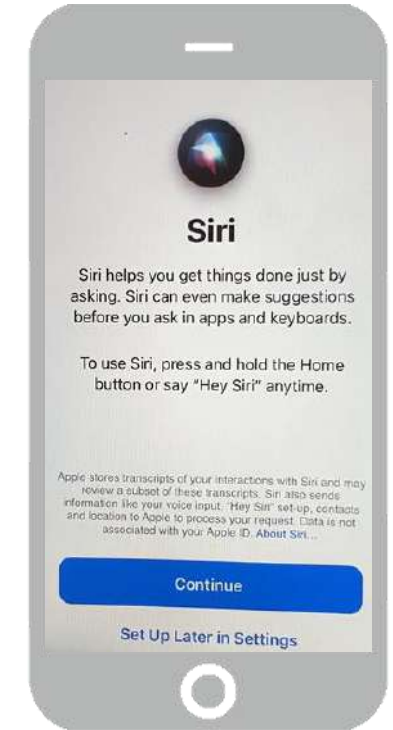 Siri
Siri helps you get things done just by
asking. Siri can even make suggestions
before you ask in apps and keyboards.
To use Siri, press and hold the Home
button or say "Hey Siri" anytime.
Apple stores transcripts of your interactions with Siri and may
review a subset of these transcripts. Siri also sends
information like your voice input, "Hey Siri" set-up, contacts
and location to Apple to process your request. Data is not
associated with your Apple ID. About Siri...
Continue
Set Up Later in Settings